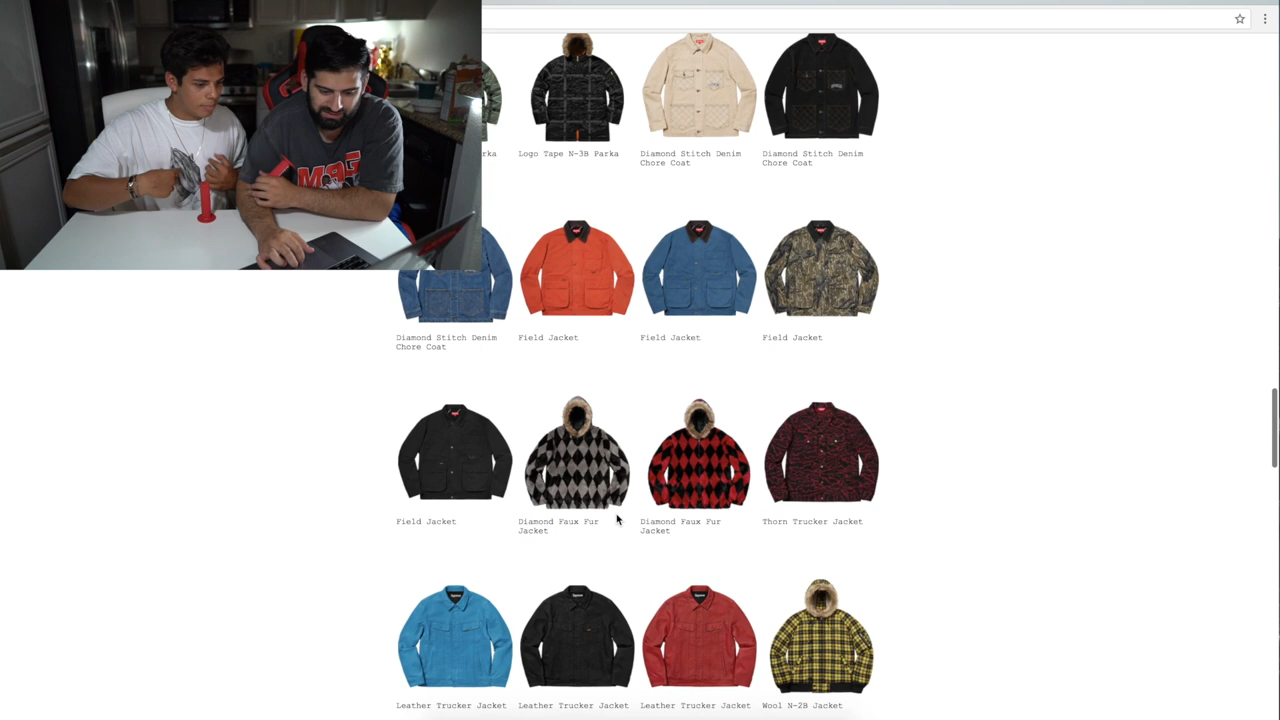 rka
Logo Tape N-3B Parka
Diamond Stitch Denim
Chore Coat
Diamond Stitch Denim
Chore Coat
Diamond Stitch Denim
Chore Coat
Field Jacket
Field Jacket
Field Jacket
Field Jacket
Diamond Faux Fur
Jacket
Diamond Faux Fur
Jacket
Thorn Trucker Jacket
Leather Trucker Jacket
Leather Trucker Jacket
Leather Trucker Jacket
Wool N-2B Jacket